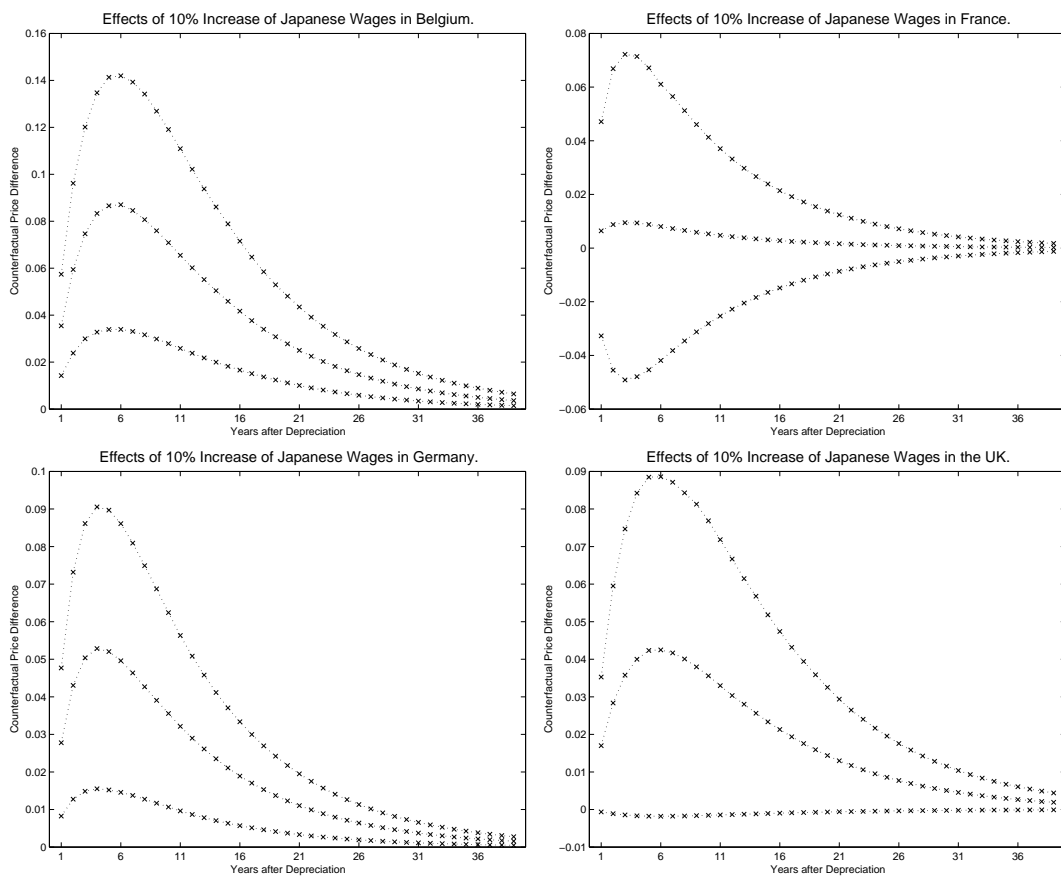 Effects of 10% Increase of Japanese Wages in Belgium.
0.16
0.14
0.12
0.1
0.08
0.06
0.04
0.02
0
Counterfactual Price Difference
1 6 11 16 21 26 31 36
Years after Depreciation
Effects of 10% Increase of Japanese Wages in France.
0.08
0.06
0.04
0.02
0
−0.02
−0.04
−0.06
Counterfactual Price Difference
1 6 11 16 21 26 31 36
Years after Depreciation
Effects of 10% Increase of Japanese Wages in Germany.
0.1
0.09
0.08
0.07
0.06
0.05
0.04
0.03
0.02
0.01
0
Counterfactual Price Difference
1 6 11 16 21 26 31 36
Years after Depreciation
Effects of 10% Increase of Japanese Wages in the UK.
0.09
0.08
0.07
0.06
0.05
0.04
0.03
0.02
0.01
0
−0.01
Counterfactual Price Difference
1 6 11 16 21 26 31 36
Years after Depreciation